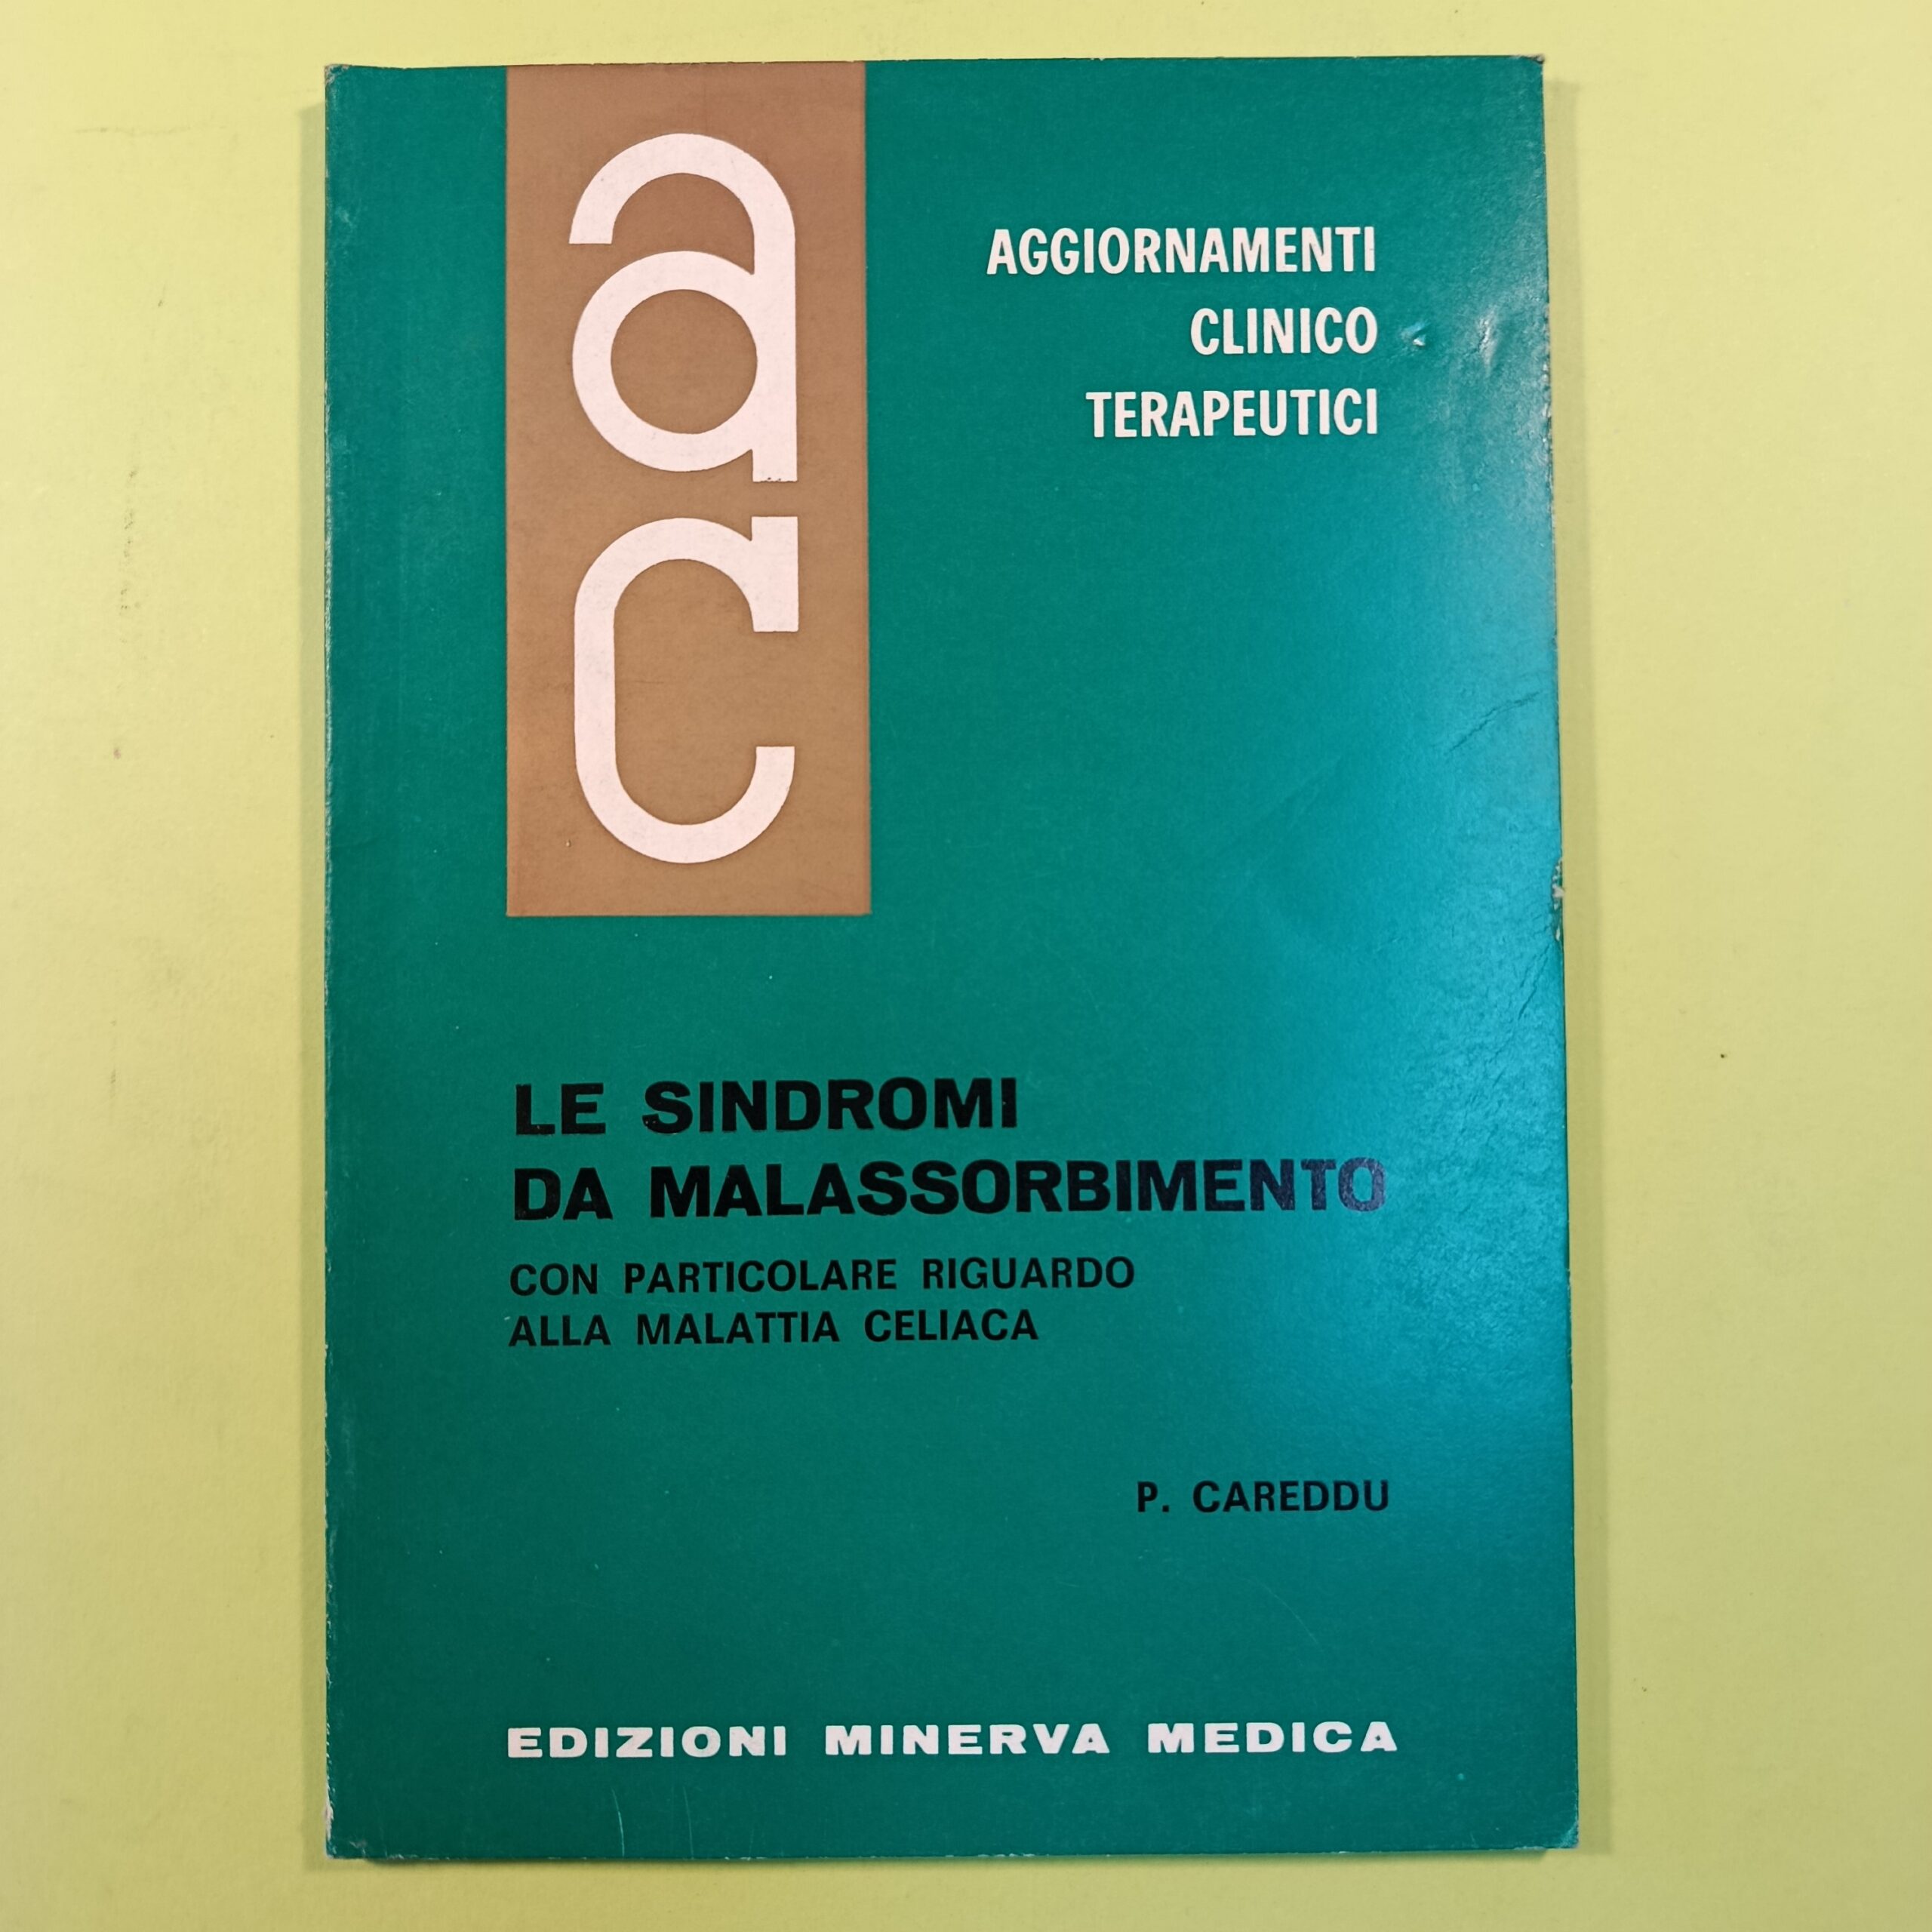 ac
AGGIORNAMENTI
CLINICO
TERAPEUTICI
LE SINDROMI
DA MALASSORBIMENTO
CON PARTICOLARE RIGUARDO
ALLA MALATTIA CELIACA
P. CAREDDU
EDIZIONI MINERVA MEDICA